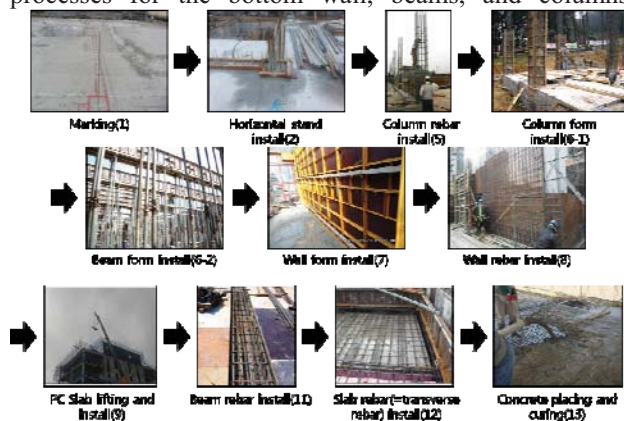 processes for the bottom wall, beams, and columns
Marking(1)
Horizontal stand
install(2)
Column rebar
install(5)
Column form
install(6-1)
Beam form install(6-2)
Wall form install(7)
Wall rebar install(8)
PC Slab lifting and
install(9)
Beam rebar install(11)
Slab rebar(=transverse
rebar) install(12)
Concrete placing and
curing(13)